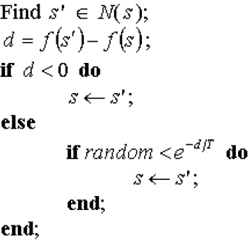 Find s' ∈ N(s);
d = f(s') − f(s);
if d < 0 do
s ← s';
else
if random < e^{−d/T} do
s ← s';
end;
end;